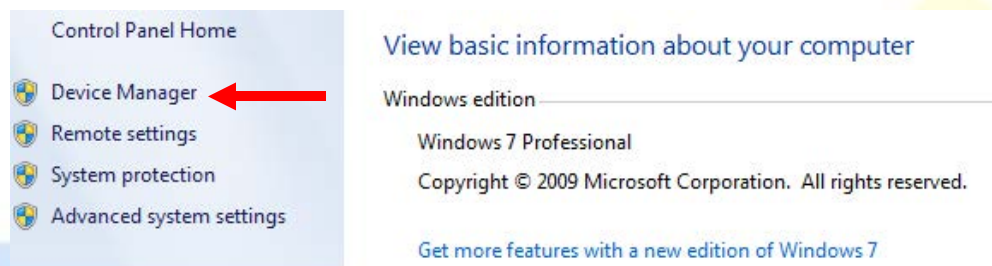 Control Panel Home
Device Manager
Remote settings
System protection
Advanced system settings
View basic information about your computer
Windows edition
Windows 7 Professional
Copyright © 2009 Microsoft Corporation. All rights reserved.
Get more features with a new edition of Windows 7